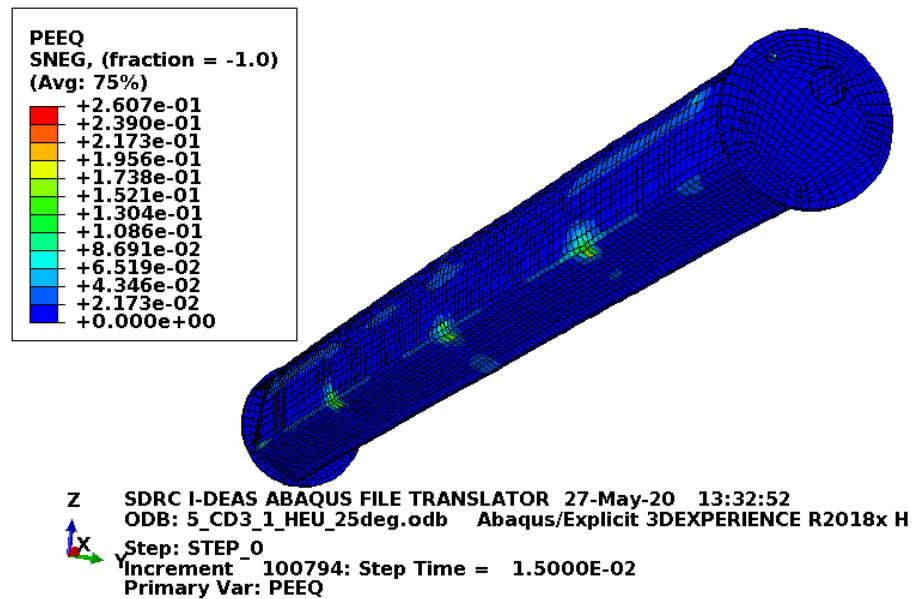 PEEQ
SNEG, (fraction = -1.0)
(Avg: 75%)
+2.607e-01
+2.390e-01
+2.173e-01
+1.956e-01
+1.738e-01
+1.521e-01
+1.304e-01
+1.086e-01
+8.691e-02
+6.519e-02
+4.346e-02
+2.173e-02
+0.000e+00
Z
X
Y
SDRC I-DEAS ABAQUS FILE TRANSLATOR 27-May-20 13:32:52
ODB: 5_CD3_1_HEU_25deg.odb Abaqus/Explicit 3DEXPERIENCE R2018x H
Step: STEP_0
Increment 100794: Step Time = 1.5000E-02
Primary Var: PEEQ